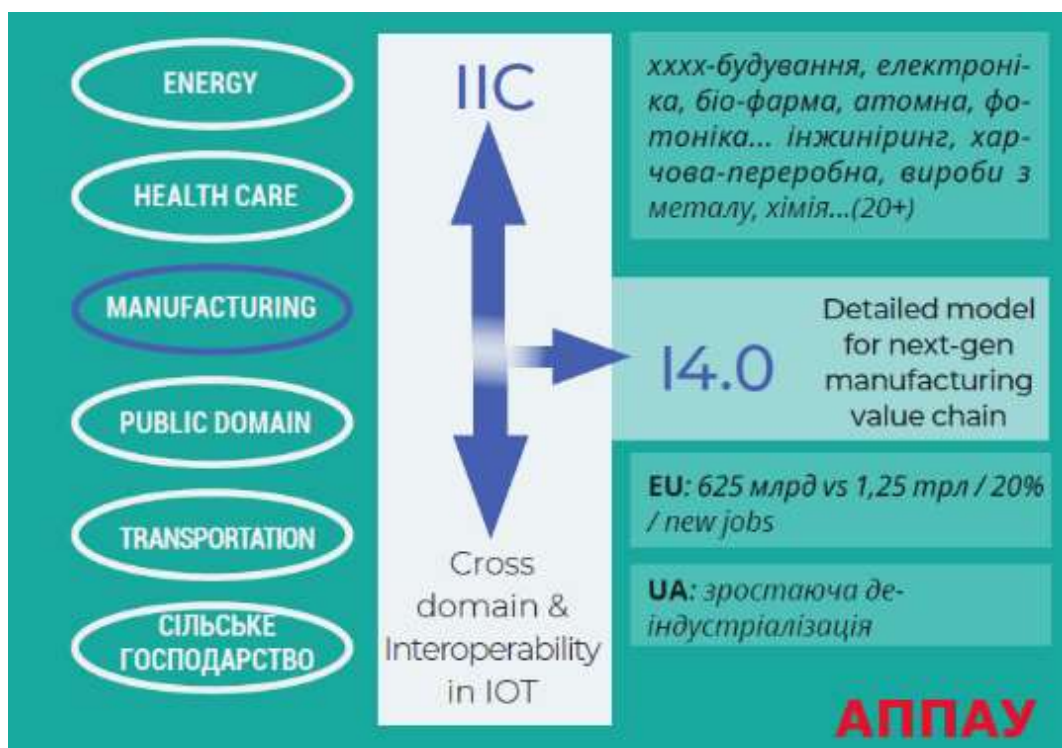 ENERGY
HEALTH CARE
MANUFACTURING
PUBLIC DOMAIN
TRANSPORTATION
СІЛЬСЬКЕ
ГОСПОДАРСТВО
IIC
Cross
domain &
Interoperability
in IOT
хххх-будування, електроні-
ка, біо-фарма, атомна, фо-
тоніка... інжиніринг, хар-
чова-переробна, вироби з
металу, хімія...(20+)
I4.0
Detailed model
for next-gen
manufacturing
value chain
EU: 625 млрд vs 1,25 трл / 20%
/ new jobs
UA: зростаюча де-
індустріалізація
АППАУ